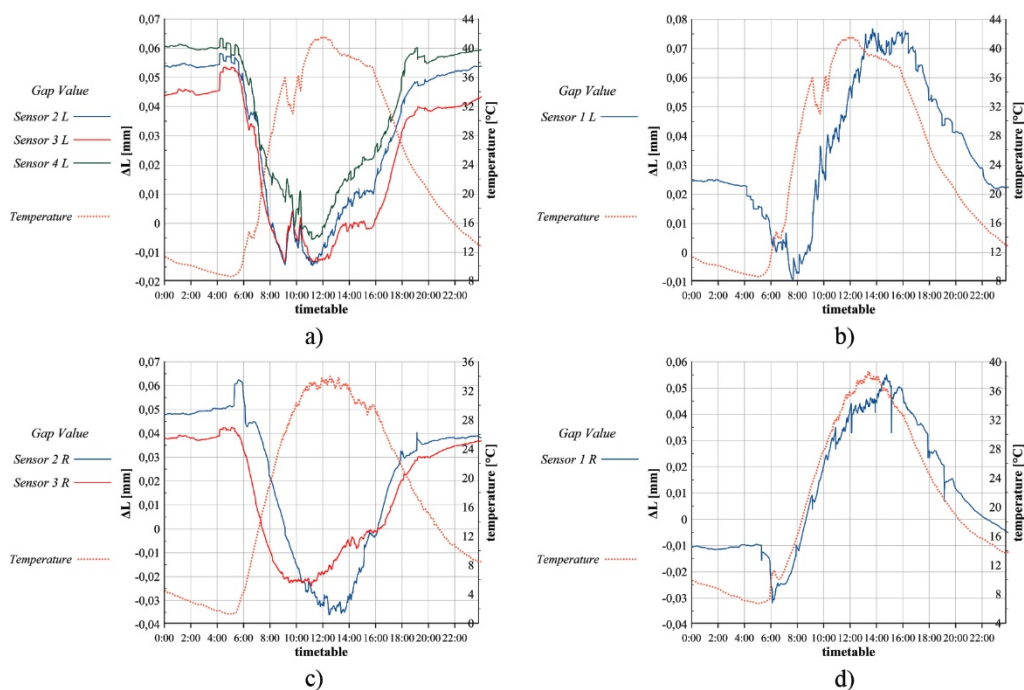 Gap Value
Sensor 2 L
Sensor 3 L
Sensor 4 L
Temperature
ΔL [mm]
0,07
0,06
0,05
0,04
0,03
0,02
0,01
0
-0,01
-0,02
0:00 2:00 4:00 6:00 8:00 10:00 12:00 14:00 16:00 18:00 20:00 22:00
timetable
44
40
36
32
28
24
20
16
12
8
temperature [°C]
a)
Gap Value
Sensor 1 L
Temperature
ΔL [mm]
0,08
0,07
0,06
0,05
0,04
0,03
0,02
0,01
0
-0,01
0:00 2:00 4:00 6:00 8:00 10:00 12:00 14:00 16:00 18:00 20:00 22:00
timetable
44
40
36
32
28
24
20
16
12
8
temperature [°C]
b)
Gap Value
Sensor 2 R
Sensor 3 R
Temperature
ΔL [mm]
0,07
0,06
0,05
0,04
0,03
0,02
0,01
0
-0,01
-0,02
-0,03
-0,04
0:00 2:00 4:00 6:00 8:00 10:00 12:00 14:00 16:00 18:00 20:00 22:00
timetable
36
32
28
24
20
16
12
8
4
0
temperature [°C]
c)
Gap Value
Sensor 1 R
Temperature
ΔL [mm]
0,06
0,05
0,04
0,03
0,02
0,01
0
-0,01
-0,02
-0,03
-0,04
0:00 2:00 4:00 6:00 8:00 10:00 12:00 14:00 16:00 18:00 20:00 22:00
timetable
40
36
32
28
24
20
16
12
8
4
temperature [°C]
d)